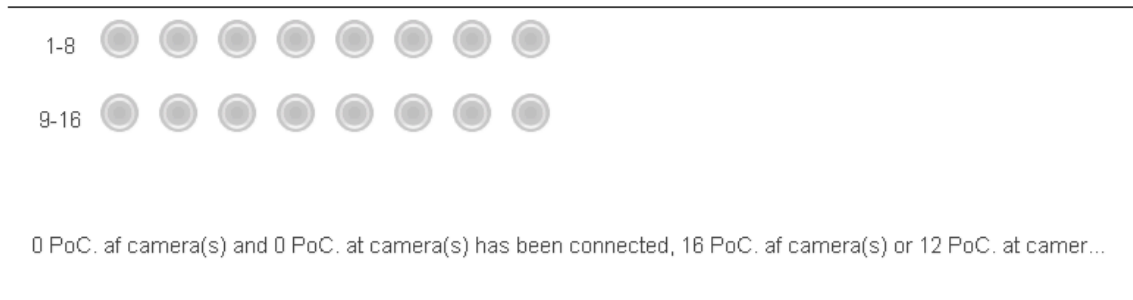 1-8
9-16
0 PoC. af camera(s) and 0 PoC. at camera(s) has been connected, 16 PoC. af camera(s) or 12 PoC. at camer...